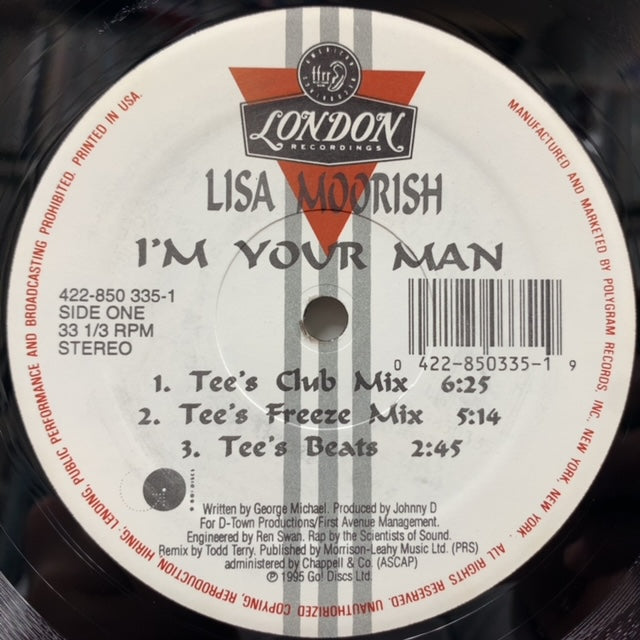 AMERICAN
ffrr
RECORDINGS
LONDON
RECORDINGS
LISA MOORISH
I'M YOUR MAN
422-850 335-1
SIDE ONE
33 1/3 RPM
STEREO
0 422-850335-1 9
1. Tee's Club Mix 6:25
2. Tee's Freeze Mix 5:14
3. Tee's Beats 2:45
GO! DISCS
Written by George Michael. Produced by Johnny D
For D-Town Productions/First Avenue Management.
Engineered by Ren Swan. Rap by the Scientists of Sound.
Remix by Todd Terry. Published by Morrison-Leahy Music Ltd. (PRS)
administered by Chappell & Co. (ASCAP)
℗ 1995 Go! Discs Ltd.
MANUFACTURED AND MARKETED BY POLYGRAM RECORDS, INC. NEW YORK, NEW YORK. ALL RIGHTS RESERVED. UNAUTHORIZED COPYING, REPRODUCTION HIRING, LENDING, PUBLIC PERFORMANCE AND BROADCASTING PROHIBITED. PRINTED IN USA.